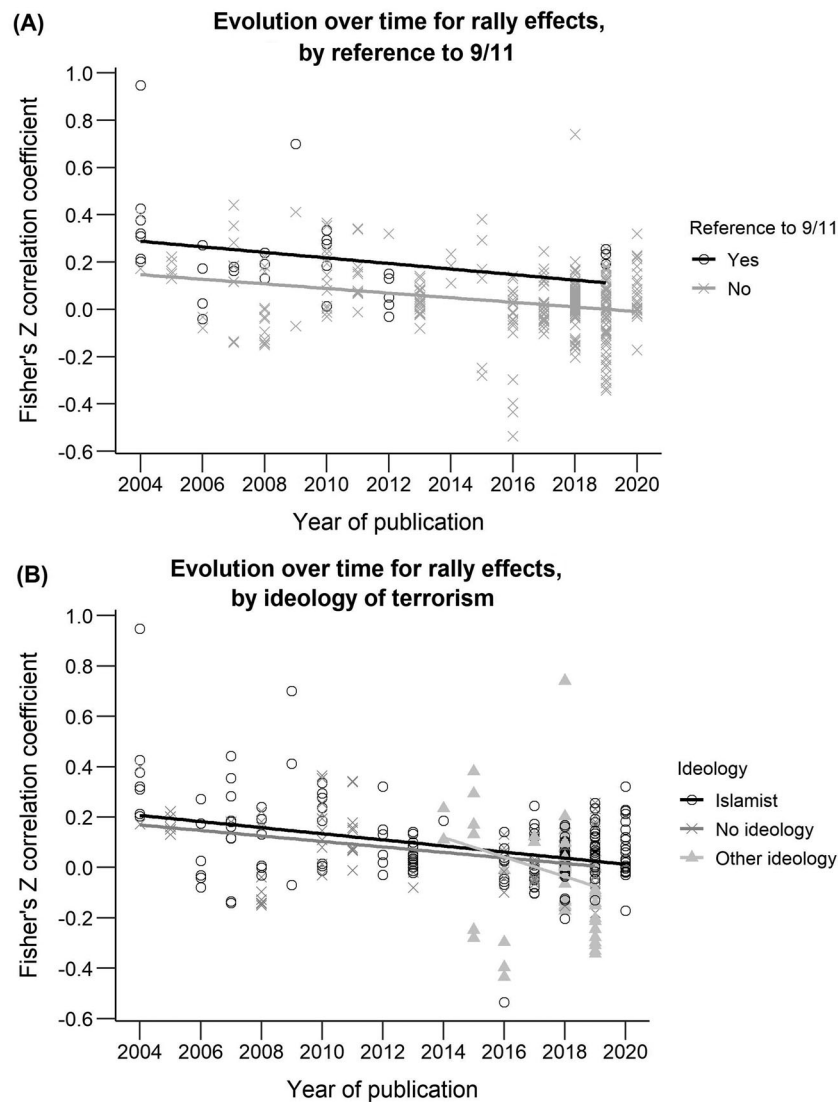 (A)
Evolution over time for rally effects,
by reference to 9/11
Fisher's Z correlation coefficient
1.0
0.8
0.6
0.4
0.2
0.0
-0.2
-0.4
-0.6
2004 2006 2008 2010 2012 2014 2016 2018 2020
Year of publication
Reference to 9/11
Yes
No
(B)
Evolution over time for rally effects,
by ideology of terrorism
Fisher's Z correlation coefficient
1.0
0.8
0.6
0.4
0.2
0.0
-0.2
-0.4
-0.6
2004 2006 2008 2010 2012 2014 2016 2018 2020
Year of publication
Ideology
Islamist
No ideology
Other ideology